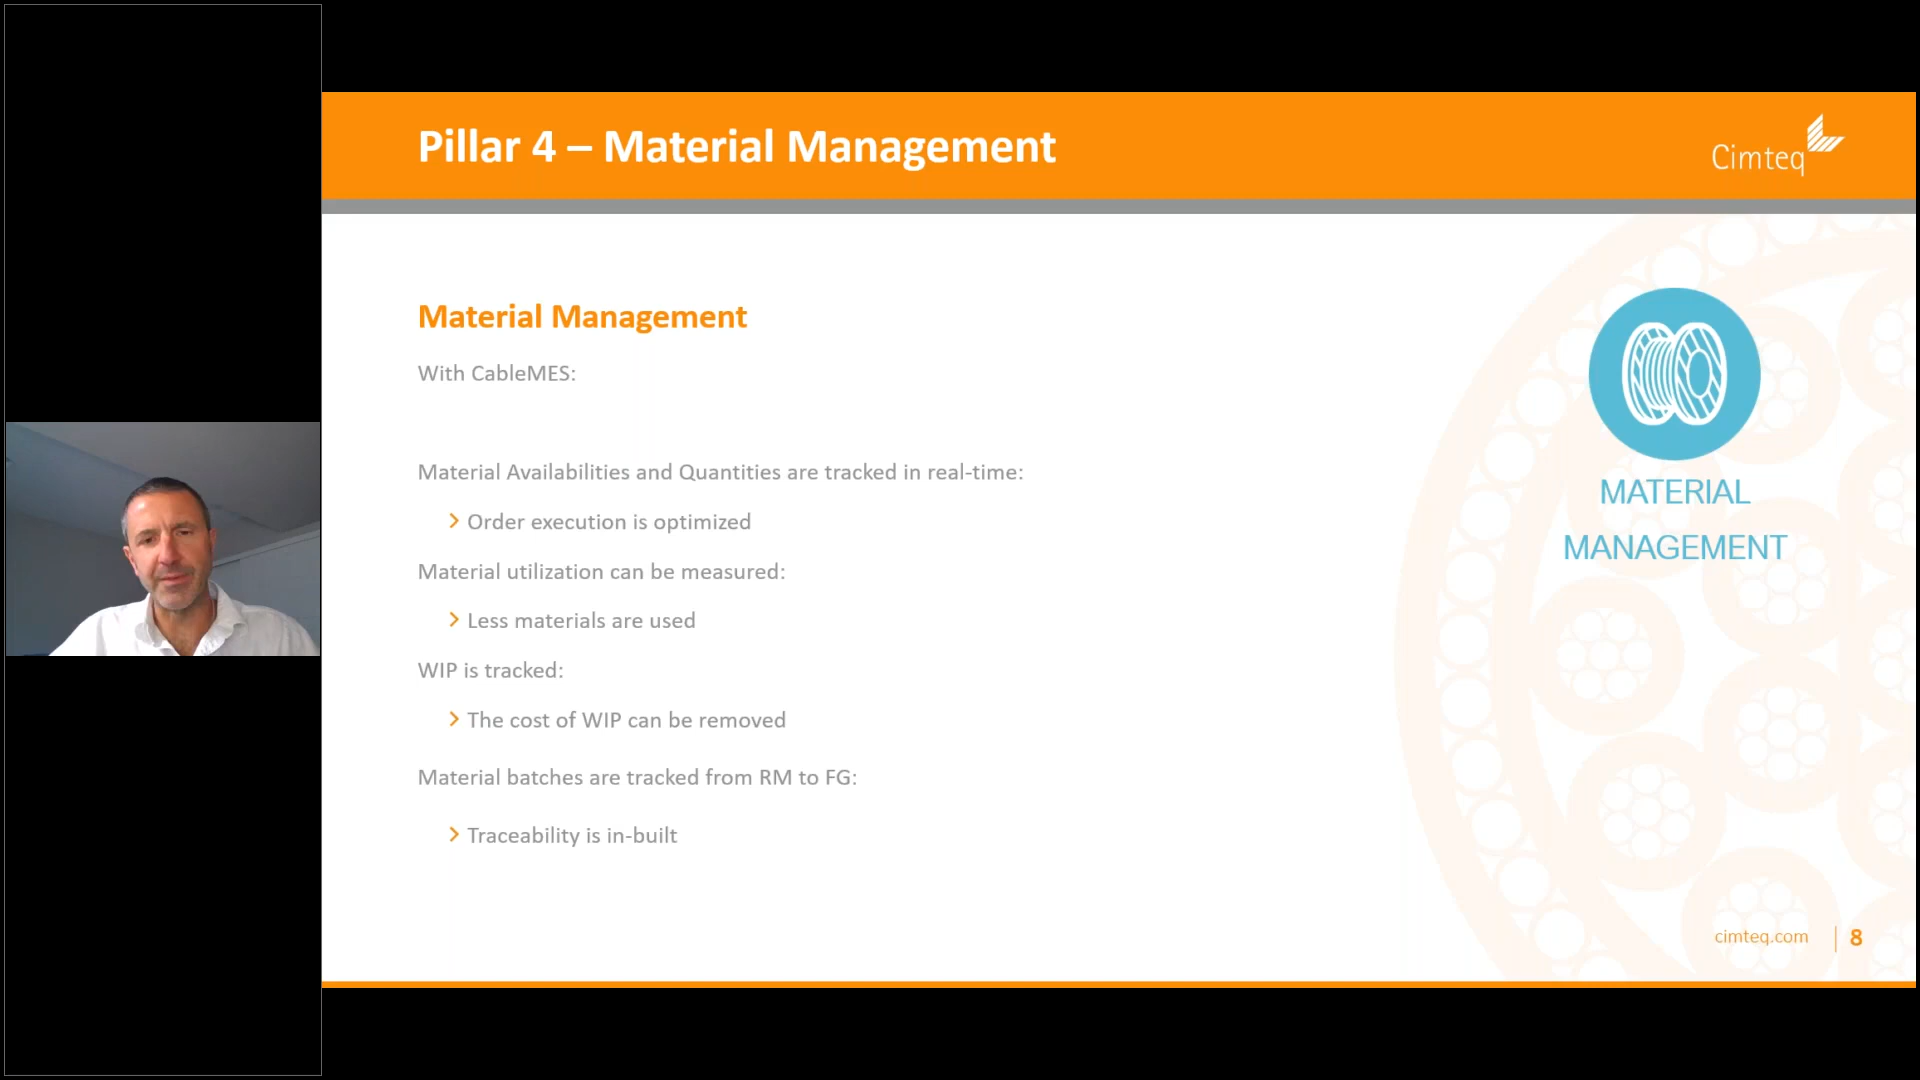 Pillar 4 – Material Management
Cimteq
Material Management
With CableMES:
Material Availabilities and Quantities are tracked in real-time:
Order execution is optimized
Material utilization can be measured:
Less materials are used
WIP is tracked:
The cost of WIP can be removed
Material batches are tracked from RM to FG:
Traceability is in-built
MATERIAL
MANAGEMENT
cimteq.com
8